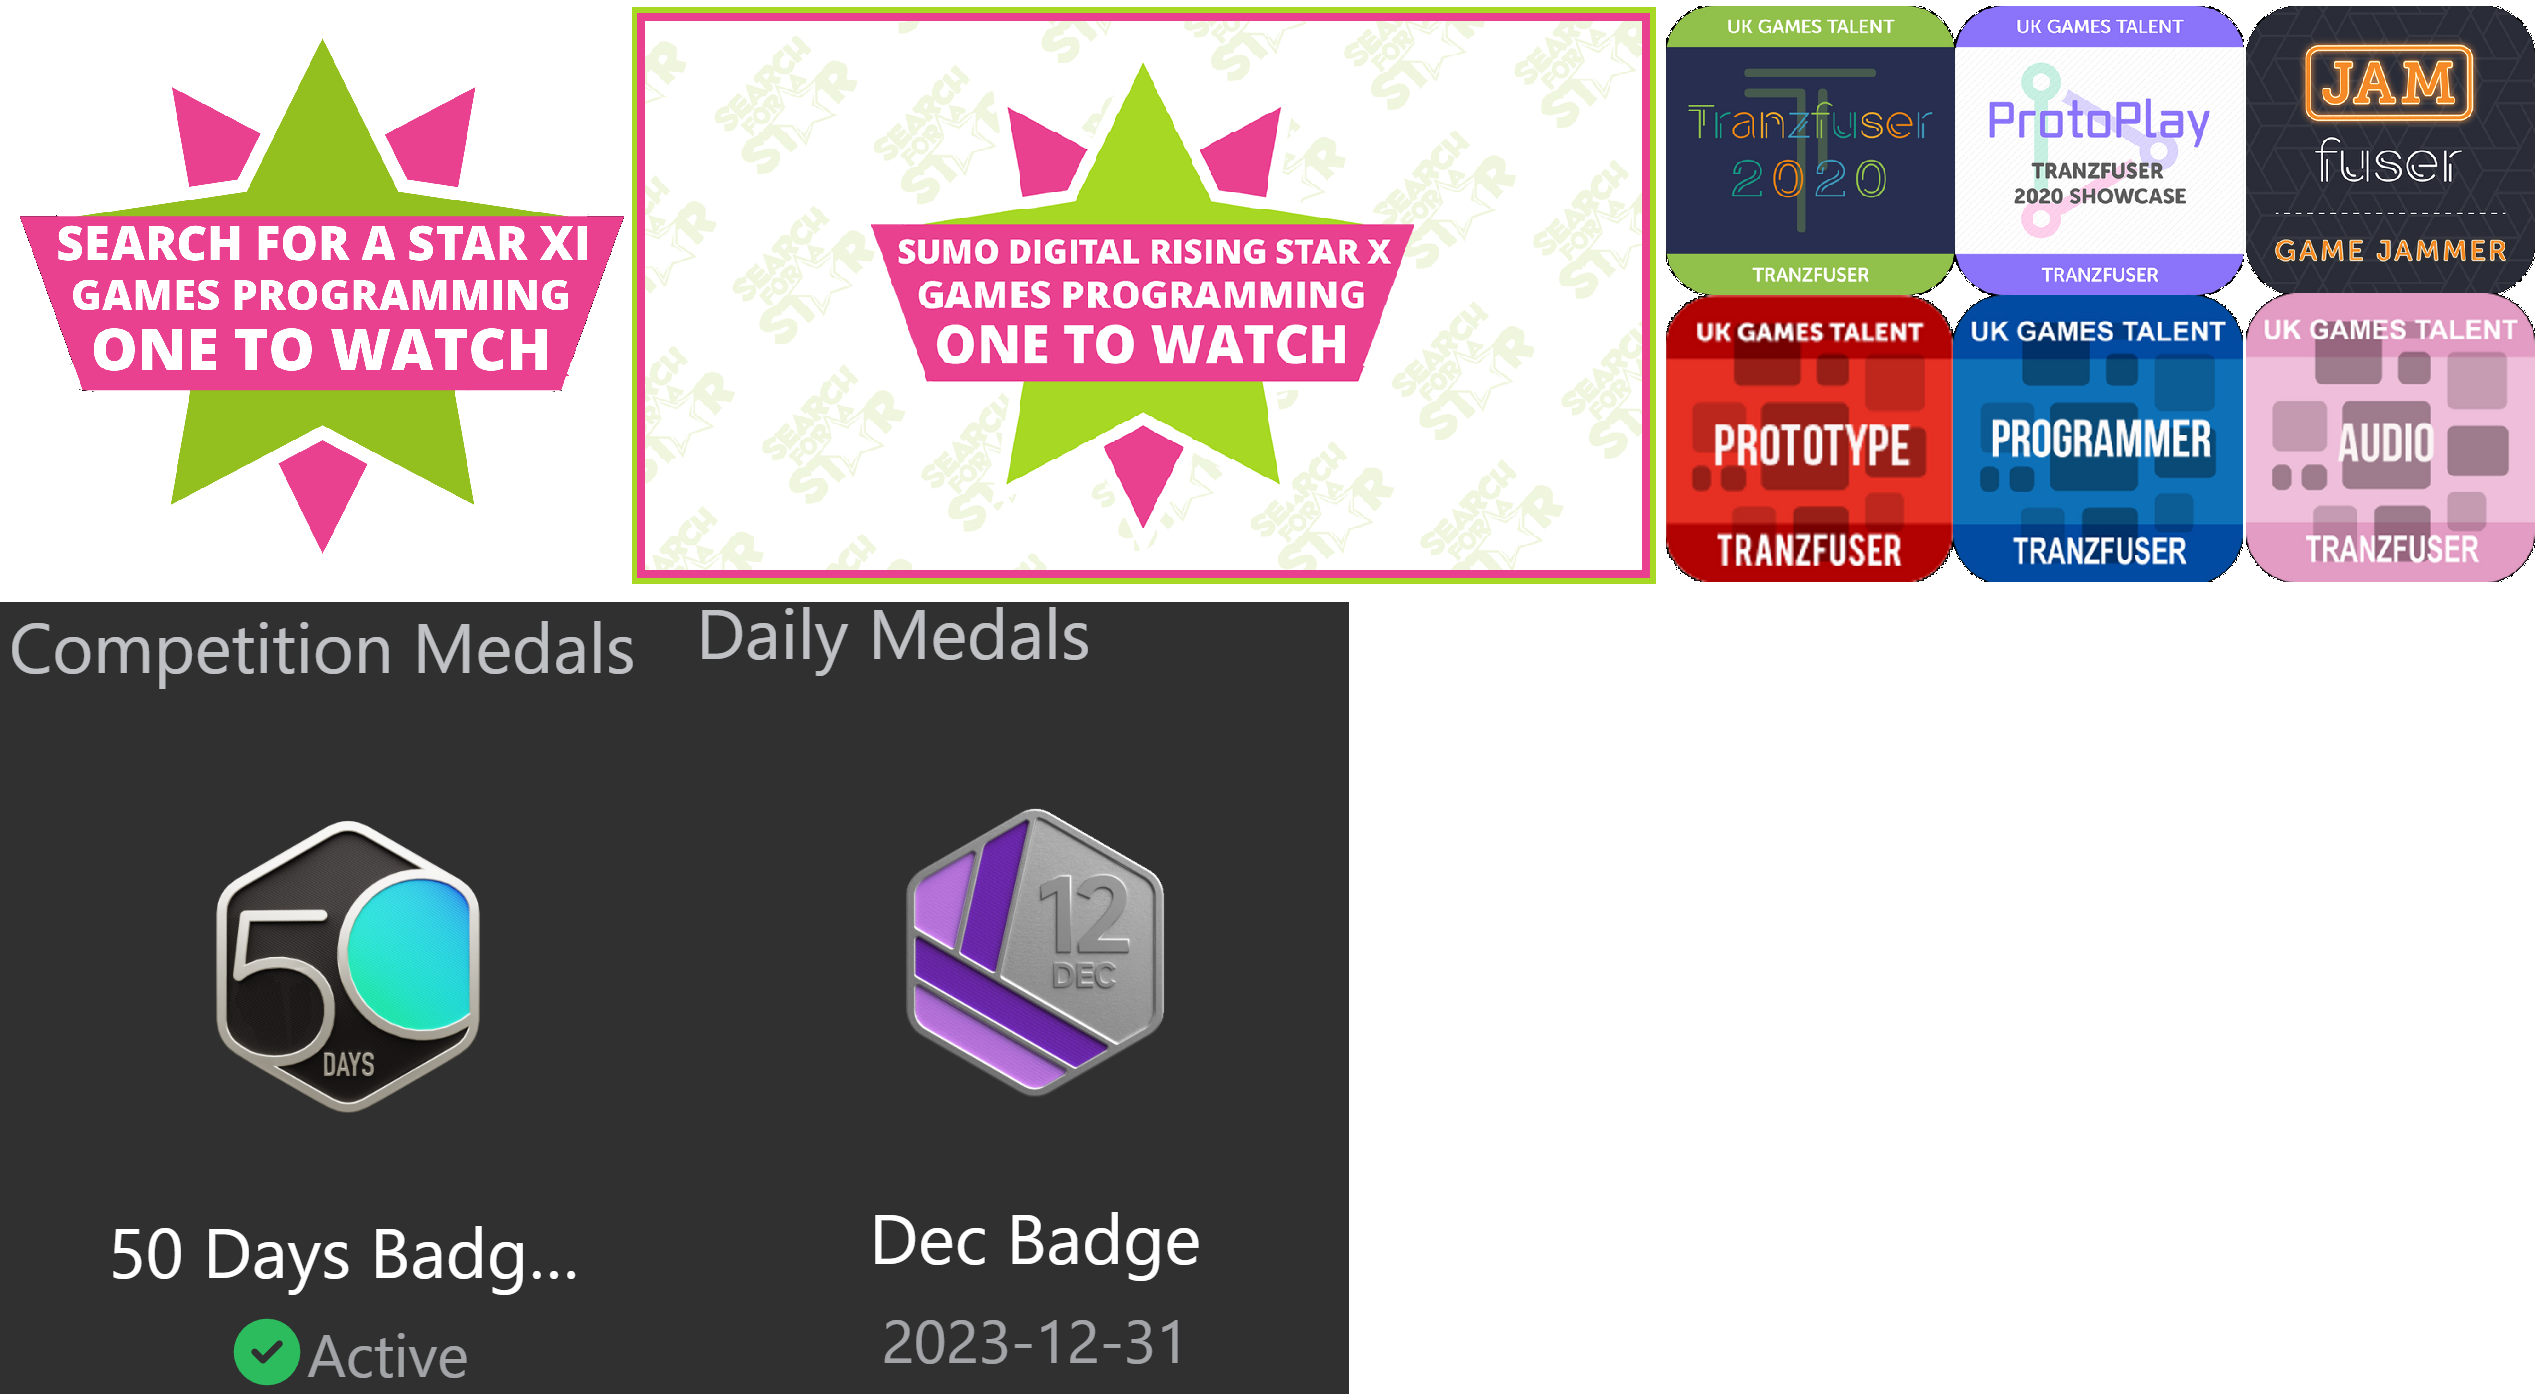 SEARCH FOR A STAR XI
GAMES PROGRAMMING
ONE TO WATCH
SEARCH FOR A STAR
SUMO DIGITAL RISING STAR X
GAMES PROGRAMMING
ONE TO WATCH
UK GAMES TALENT
Tranzfuser
2020
TRANZFUSER
UK GAMES TALENT
ProtoPlay
TRANZFUSER
2020 SHOWCASE
TRANZFUSER
JAM
fuser
GAME JAMMER
UK GAMES TALENT
PROTOTYPE
TRANZFUSER
UK GAMES TALENT
PROGRAMMER
TRANZFUSER
UK GAMES TALENT
AUDIO
TRANZFUSER
Competition Medals
50
DAYS
50 Days Badg...
Active
Daily Medals
12
DEC
Dec Badge
2023-12-31